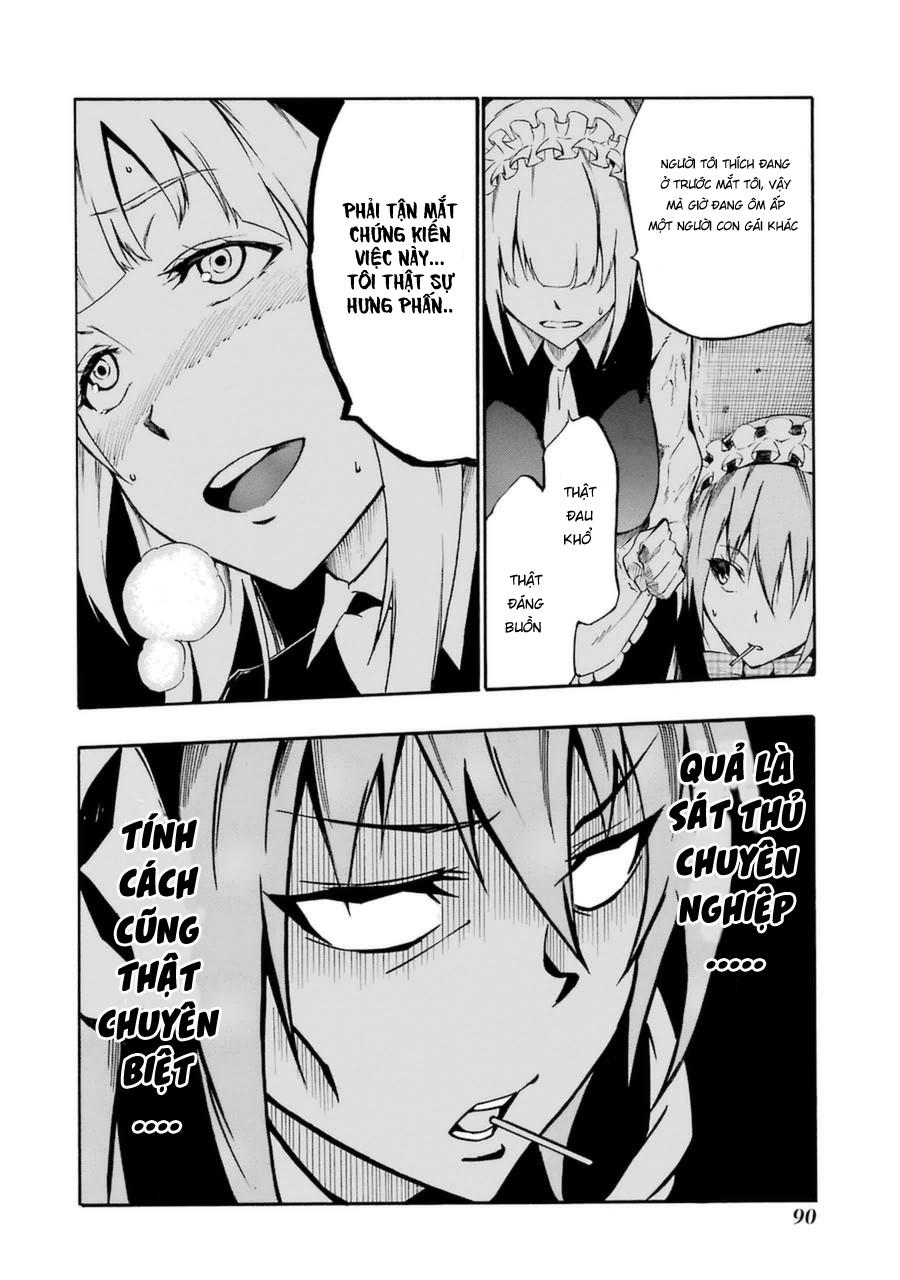 NGƯỜI TÔI THÍCH ĐANG
Ở TRƯỚC MẮT TÔI, VẬY
MÀ GIỜ ĐANG ÔM ẤP
MỘT NGƯỜI CON GÁI KHÁC
THẬT
ĐAU
KHỔ
THẬT
ĐÁNG
BUỒN
PHẢI TẬN MẮT
CHỨNG KIẾN
VIỆC NÀY...
TÔI THẬT SỰ
HƯNG PHẤN..
QUẢ LÀ
SÁT THỦ
CHUYÊN
NGHIỆP
.....
TÍNH
CÁCH
CŨNG
THẬT
CHUYÊN
BIỆT
....
90